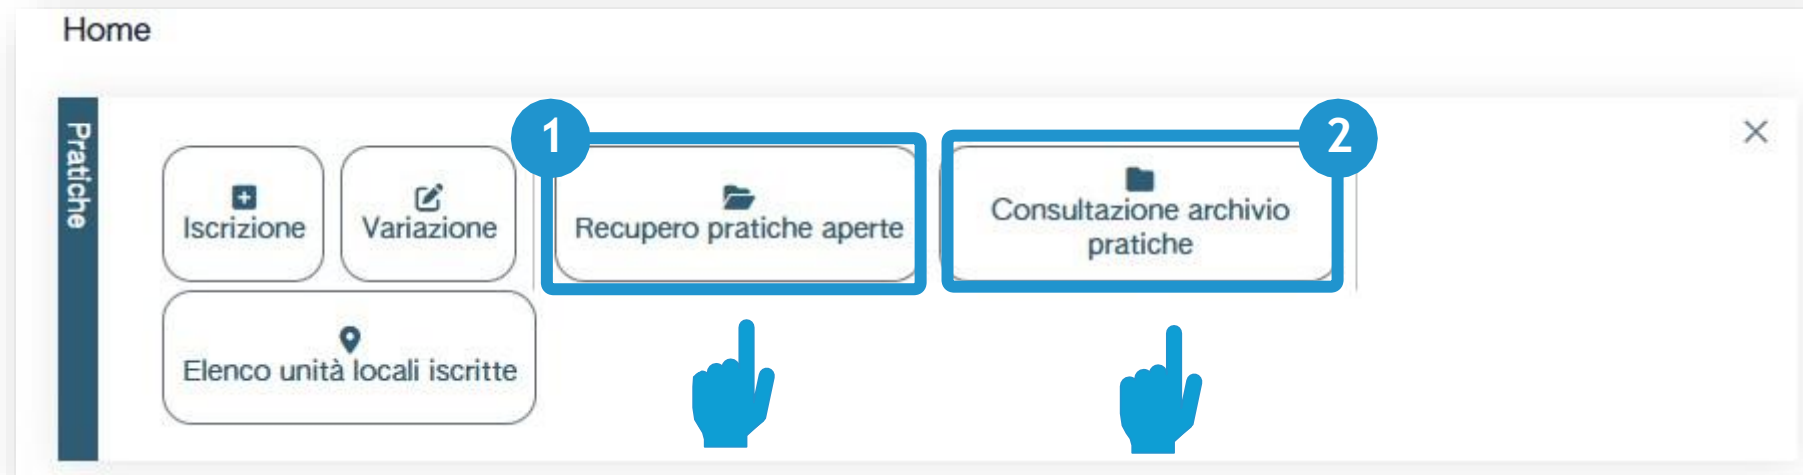 Home
Pratiche
1
2
Iscrizione
Variazione
Recupero pratiche aperte
Consultazione archivio
pratiche
Elenco unità locali iscritte